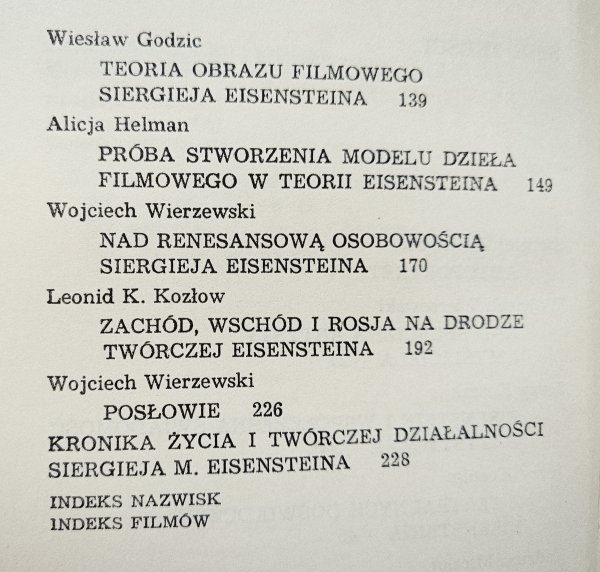 Wiesław Godzic
TEORIA OBRAZU FILMOWEGO
SIERGIEJA EISENSTEINA 139
Alicja Helman
PRÓBA STWORZENIA MODELU DZIEŁA
FILMOWEGO W TEORII EISENSTEINA 149
Wojciech Wierzewski
NAD RENESANSOWĄ OSOBOWOŚCIĄ
SIERGIEJA EISENSTEINA 170
Leonid K. Kozłow
ZACHÓD, WSCHÓD I ROSJA NA DRODZE
TWÓRCZEJ EISENSTEINA 192
Wojciech Wierzewski
POSŁOWIE 226
KRONIKA ŻYCIA I TWÓRCZEJ DZIAŁALNOŚCI
SIERGIEJA M. EISENSTEINA 228
INDEKS NAZWISK
INDEKS FILMÓW